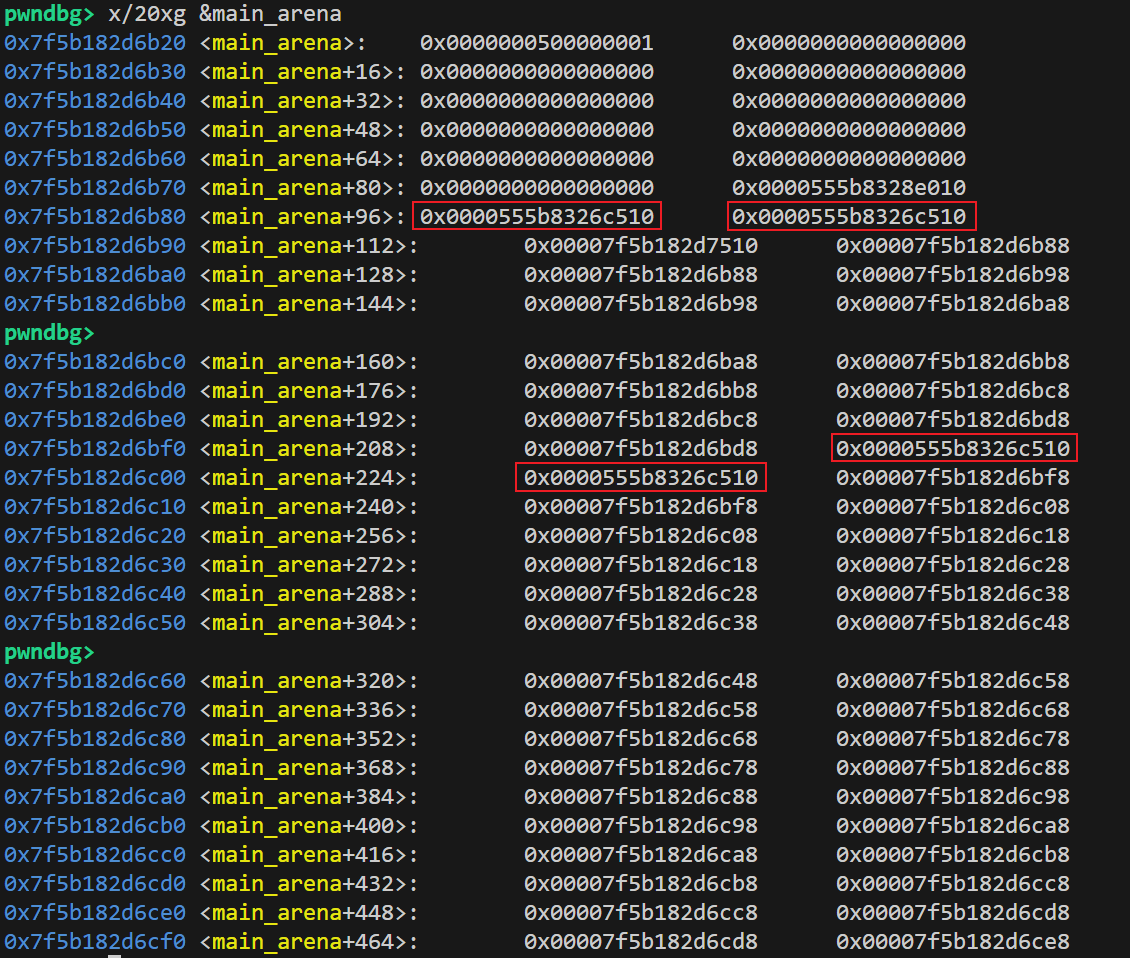 pwndbg> x/20xg &main_arena
0x7f5b182d6b20 <main_arena>: 0x0000000500000001 0x0000000000000000
0x7f5b182d6b30 <main_arena+16>: 0x0000000000000000 0x0000000000000000
0x7f5b182d6b40 <main_arena+32>: 0x0000000000000000 0x0000000000000000
0x7f5b182d6b50 <main_arena+48>: 0x0000000000000000 0x0000000000000000
0x7f5b182d6b60 <main_arena+64>: 0x0000000000000000 0x0000000000000000
0x7f5b182d6b70 <main_arena+80>: 0x0000000000000000 0x0000555b8328e010
0x7f5b182d6b80 <main_arena+96>: 0x0000555b8326c510 0x0000555b8326c510
0x7f5b182d6b90 <main_arena+112>: 0x00007f5b182d7510 0x00007f5b182d6b88
0x7f5b182d6ba0 <main_arena+128>: 0x00007f5b182d6b88 0x00007f5b182d6b98
0x7f5b182d6bb0 <main_arena+144>: 0x00007f5b182d6b98 0x00007f5b182d6ba8
pwndbg>
0x7f5b182d6bc0 <main_arena+160>: 0x00007f5b182d6ba8 0x00007f5b182d6bb8
0x7f5b182d6bd0 <main_arena+176>: 0x00007f5b182d6bb8 0x00007f5b182d6bc8
0x7f5b182d6be0 <main_arena+192>: 0x00007f5b182d6bc8 0x00007f5b182d6bd8
0x7f5b182d6bf0 <main_arena+208>: 0x00007f5b182d6bd8 0x0000555b8326c510
0x7f5b182d6c00 <main_arena+224>: 0x0000555b8326c510 0x00007f5b182d6bf8
0x7f5b182d6c10 <main_arena+240>: 0x00007f5b182d6bf8 0x00007f5b182d6c08
0x7f5b182d6c20 <main_arena+256>: 0x00007f5b182d6c08 0x00007f5b182d6c18
0x7f5b182d6c30 <main_arena+272>: 0x00007f5b182d6c18 0x00007f5b182d6c28
0x7f5b182d6c40 <main_arena+288>: 0x00007f5b182d6c28 0x00007f5b182d6c38
0x7f5b182d6c50 <main_arena+304>: 0x00007f5b182d6c38 0x00007f5b182d6c48
pwndbg>
0x7f5b182d6c60 <main_arena+320>: 0x00007f5b182d6c48 0x00007f5b182d6c58
0x7f5b182d6c70 <main_arena+336>: 0x00007f5b182d6c58 0x00007f5b182d6c68
0x7f5b182d6c80 <main_arena+352>: 0x00007f5b182d6c68 0x00007f5b182d6c78
0x7f5b182d6c90 <main_arena+368>: 0x00007f5b182d6c78 0x00007f5b182d6c88
0x7f5b182d6ca0 <main_arena+384>: 0x00007f5b182d6c88 0x00007f5b182d6c98
0x7f5b182d6cb0 <main_arena+400>: 0x00007f5b182d6c98 0x00007f5b182d6ca8
0x7f5b182d6cc0 <main_arena+416>: 0x00007f5b182d6ca8 0x00007f5b182d6cb8
0x7f5b182d6cd0 <main_arena+432>: 0x00007f5b182d6cb8 0x00007f5b182d6cc8
0x7f5b182d6ce0 <main_arena+448>: 0x00007f5b182d6cc8 0x00007f5b182d6cd8
0x7f5b182d6cf0 <main_arena+464>: 0x00007f5b182d6cd8 0x00007f5b182d6ce8